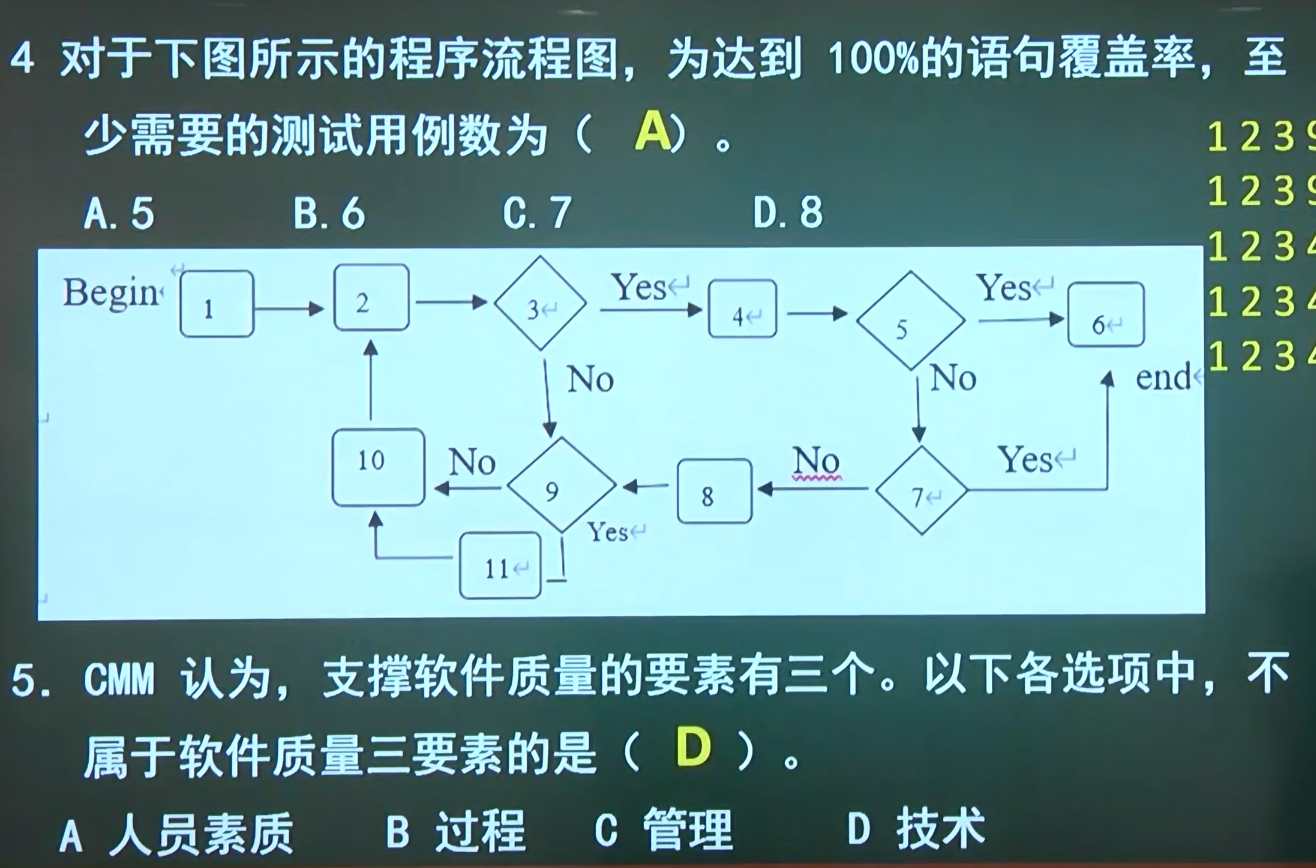 4 对于下图所示的程序流程图，为达到 100%的语句覆盖率，至
少需要的测试用例数为（ A）。
A.5 B.6 C.7 D.8
1 2 3 9
1 2 3 9
1 2 3 4
1 2 3 4
1 2 3 4
Begin 1 2 3 Yes 4 5 Yes 6
No No end
10 No 9 8 No 7 Yes
Yes
11
5. CMM 认为，支撑软件质量的要素有三个。以下各选项中，不
属于软件质量三要素的是（ D ）。
A 人员素质 B 过程 C 管理 D 技术